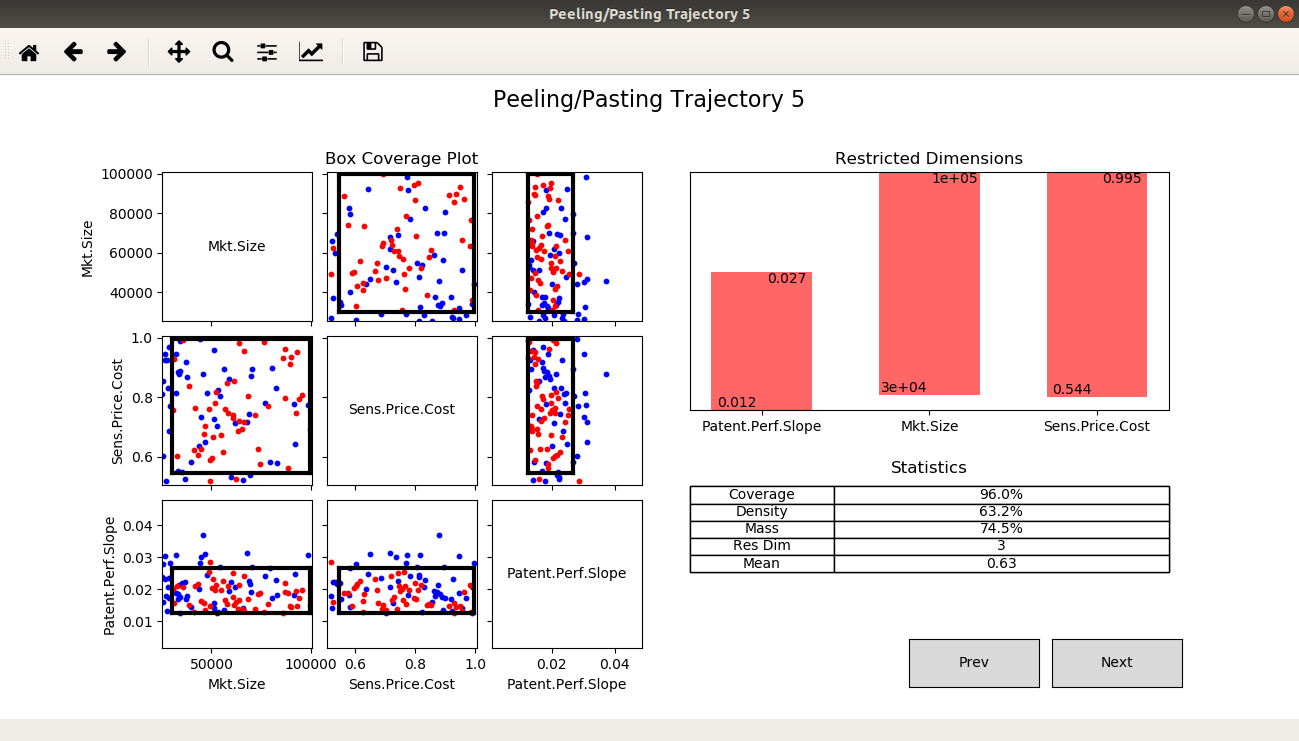 Peeling/Pasting Trajectory 5
Peeling/Pasting Trajectory 5
Box Coverage Plot
100000
80000
60000
40000
Mkt.Size
Mkt.Size
1.0
0.8
0.6
Sens.Price.Cost
Sens.Price.Cost
0.04
0.03
0.02
0.01
Patent.Perf.Slope
Patent.Perf.Slope
50000 100000 0.6 0.8 1.0 0.02 0.04
Mkt.Size Sens.Price.Cost Patent.Perf.Slope
Restricted Dimensions
1e+05 0.995
0.027
3e+04 0.544
0.012
Patent.Perf.Slope Mkt.Size Sens.Price.Cost
Statistics
Coverage 96.0%
Density 63.2%
Mass 74.5%
Res Dim 3
Mean 0.63
Prev Next